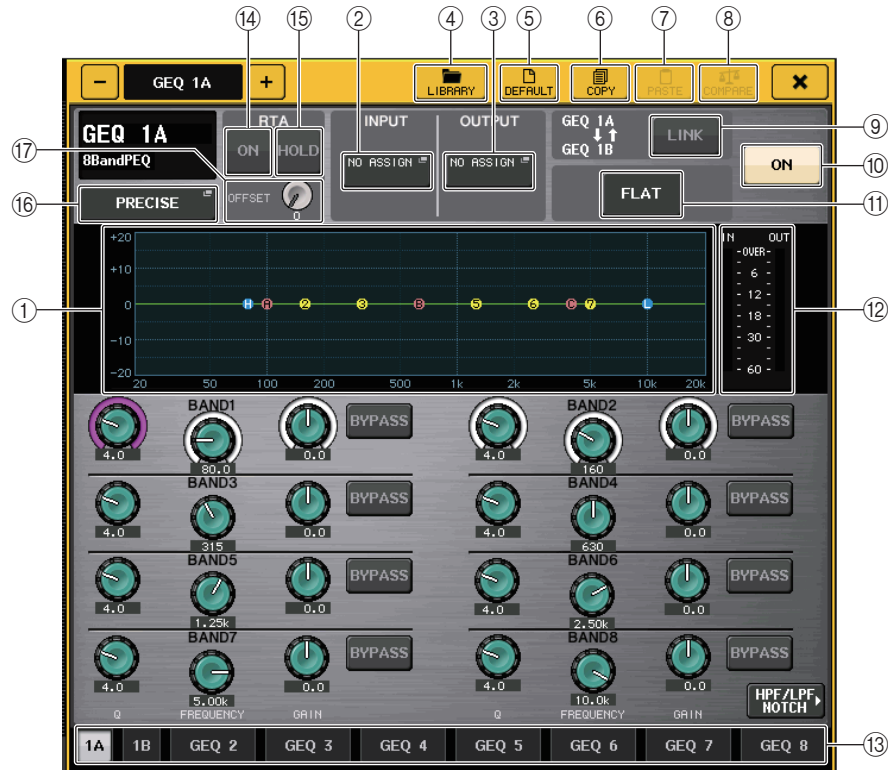 ⑭ ⑮ ② ④ ③ ⑤ ⑥ ⑦ ⑧
− GEQ 1A + LIBRARY DEFAULT COPY PASTE COMPARE ×
GEQ 1A
8BandPEQ
RTA
ON HOLD
INPUT
NO ASSIGN
OUTPUT
NO ASSIGN
GEQ 1A
↓↑
GEQ 1B
LINK
⑨
ON
⑩
⑰
OFFSET
0
⑯
PRECISE
FLAT
⑪
①
+20
+10
0
−10
−20
H A 2 3 B 5 6 C 7 L
20 50 100 200 500 1k 2k 5k 10k 20k
IN OUT
-OVER-
- 6 -
- 12 -
- 18 -
- 30 -
- 60 -
⑫
BAND1
4.0 80.0 0.0 BYPASS
BAND2
4.0 160 0.0 BYPASS
BAND3
4.0 315 0.0 BYPASS
BAND4
4.0 630 0.0 BYPASS
BAND5
4.0 1.25k 0.0 BYPASS
BAND6
4.0 2.50k 0.0 BYPASS
BAND7
4.0 5.00k 0.0 BYPASS
BAND8
4.0 10.0k 0.0 BYPASS
Q FREQUENCY GAIN Q FREQUENCY GAIN
HPF/LPF
NOTCH
1A 1B GEQ 2 GEQ 3 GEQ 4 GEQ 5 GEQ 6 GEQ 7 GEQ 8
⑬